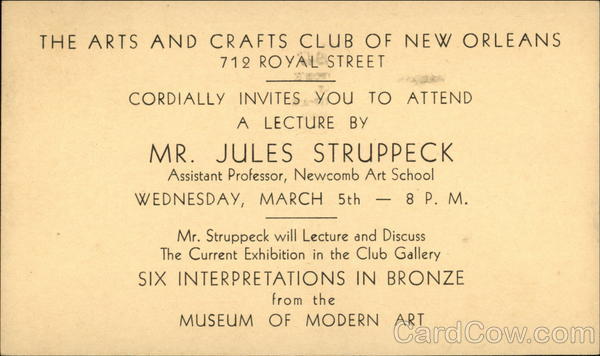 THE ARTS AND CRAFTS CLUB OF NEW ORLEANS
712 ROYAL STREET
CORDIALLY INVITES YOU TO ATTEND
A LECTURE BY
MR. JULES STRUPPECK
Assistant Professor, Newcomb Art School
WEDNESDAY, MARCH 5th — 8 P. M.
Mr. Struppeck will Lecture and Discuss
The Current Exhibition in the Club Gallery
SIX INTERPRETATIONS IN BRONZE
from the
MUSEUM OF MODERN ART
CardCow.com